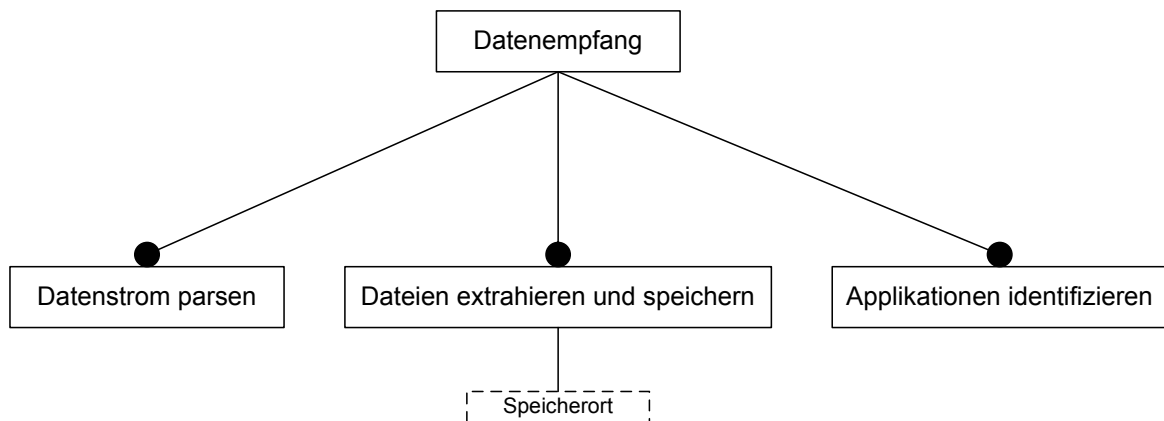 Datenempfang
Datenstrom parsen
Dateien extrahieren und speichern
Applikationen identifizieren
Speicherort